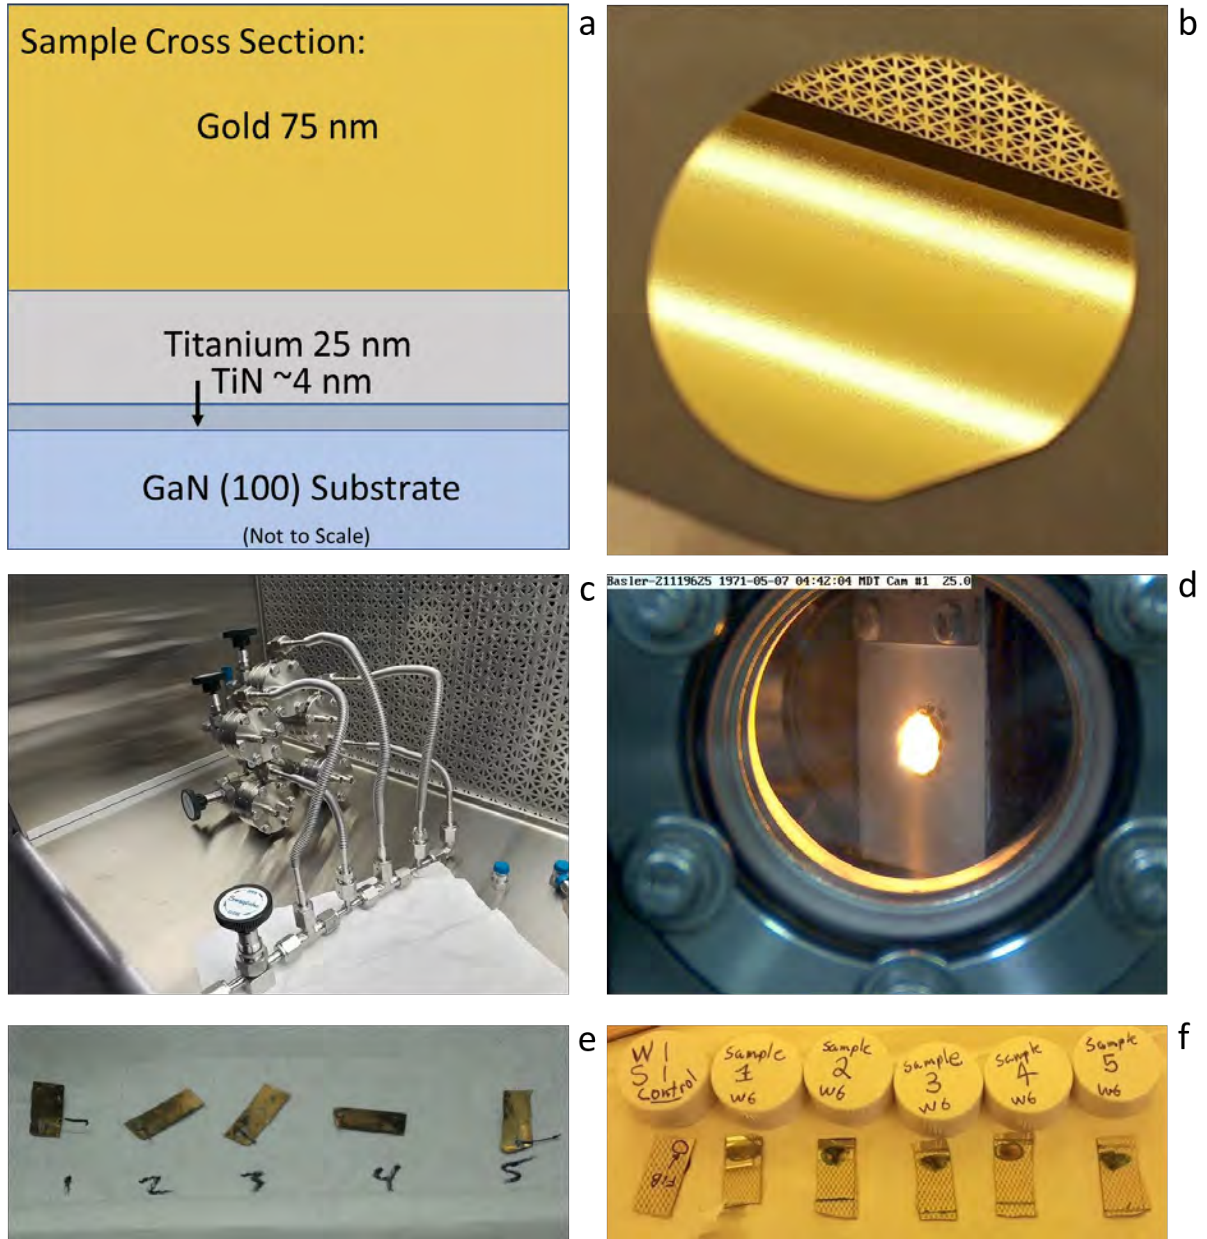 Sample Cross Section:
Gold 75 nm
Titanium 25 nm
TiN ~4 nm
GaN (100) Substrate
(Not to Scale)
a
b
c
Basler-21119625 1971-05-07 04:42:04 MDT Cam #1 25.0
d
e
1 2 3 4 5
f
W1
S1
Control
Sample
1
W6
Sample
2
W6
Sample
3
W6
Sample
4
W6
Sample
5
W6
FiB